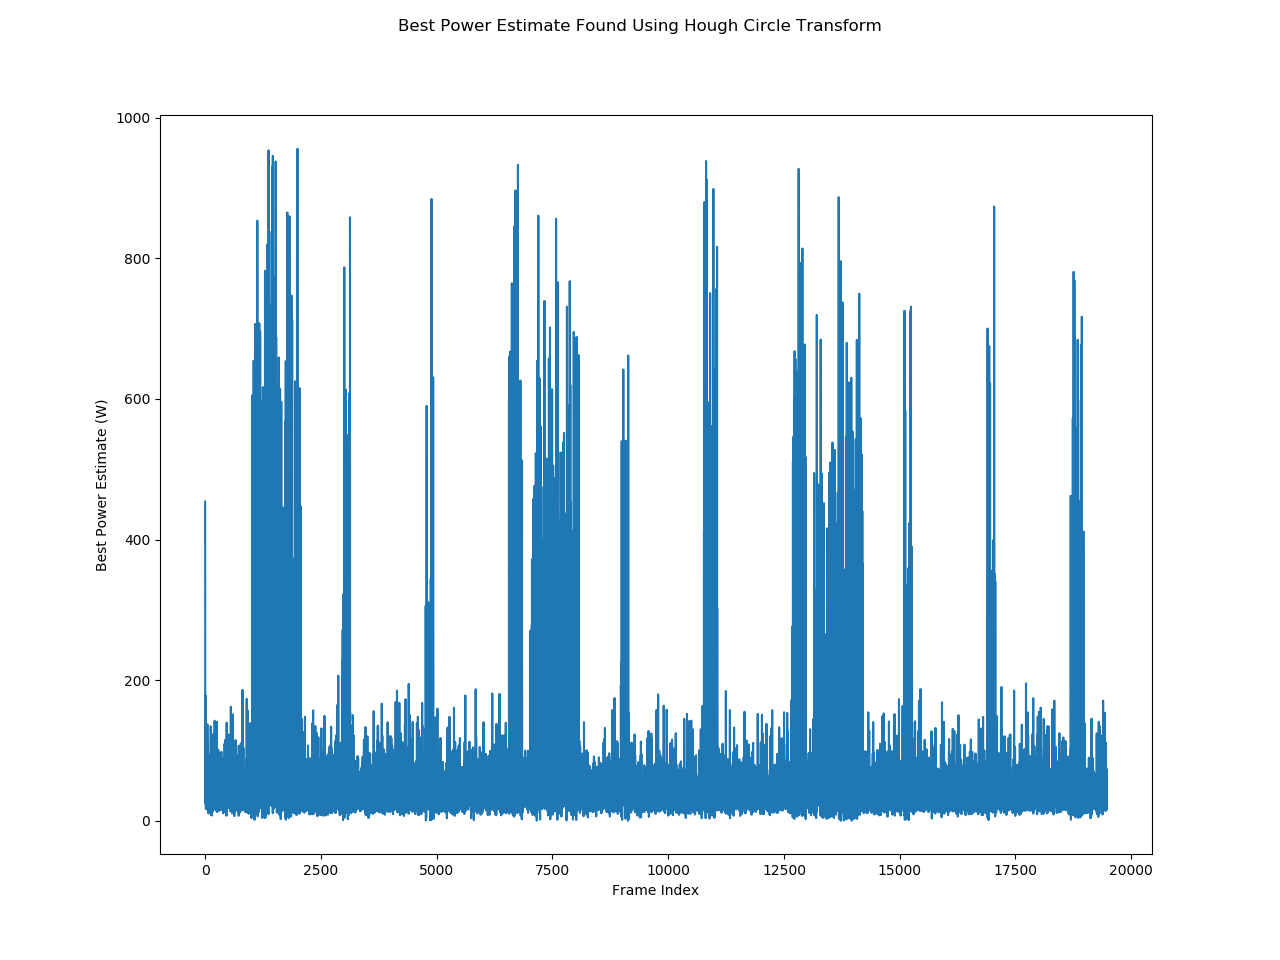 Best Power Estimate Found Using Hough Circle Transform
1000
800
600
400
200
0
Best Power Estimate (W)
0 2500 5000 7500 10000 12500 15000 17500 20000
Frame Index